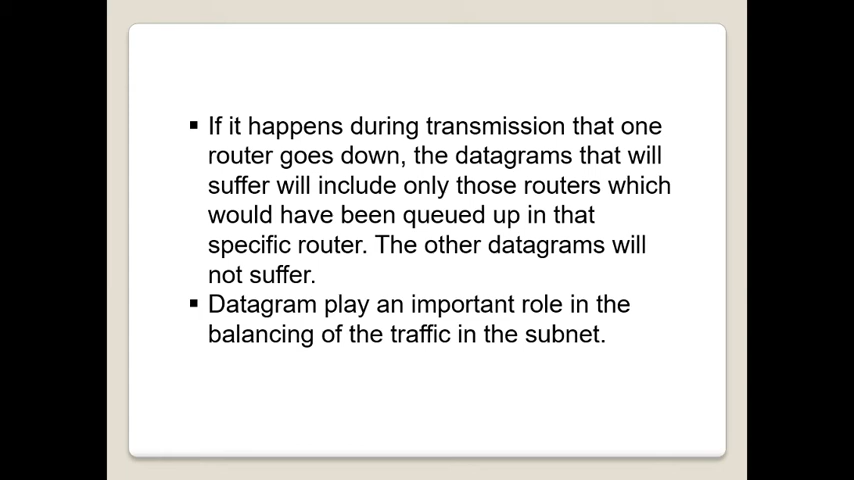 ▪ If it happens during transmission that one
router goes down, the datagrams that will
suffer will include only those routers which
would have been queued up in that
specific router. The other datagrams will
not suffer.
▪ Datagram play an important role in the
balancing of the traffic in the subnet.